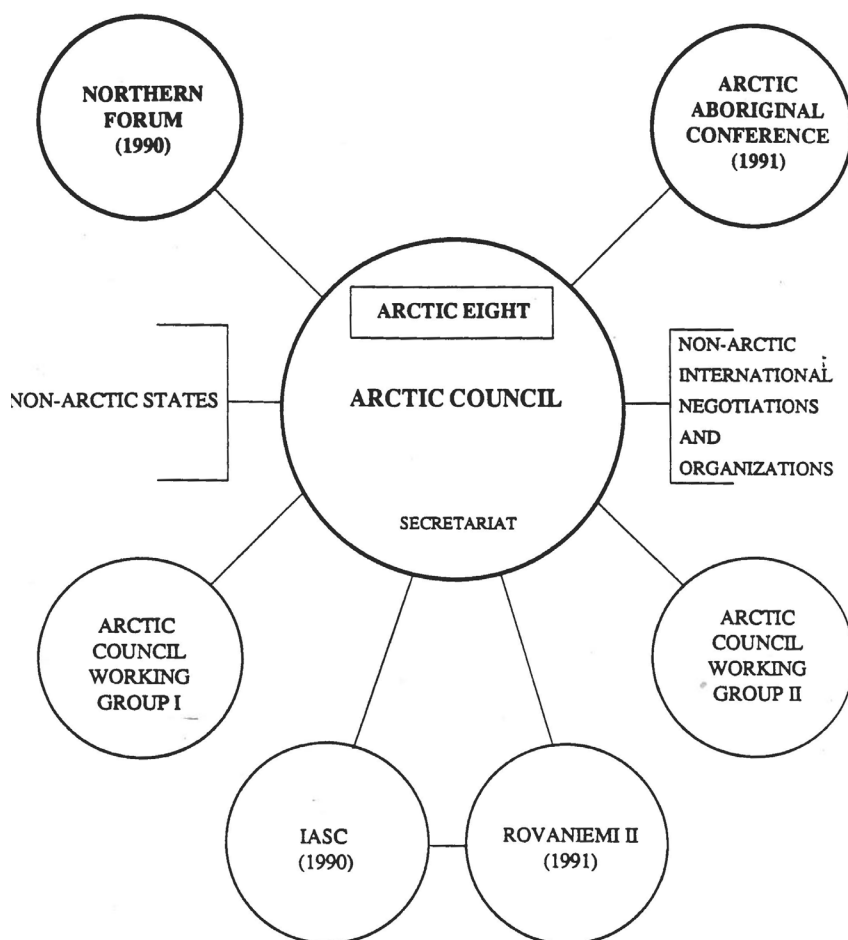 NORTHERN
FORUM
(1990)
ARCTIC
ABORIGINAL
CONFERENCE
(1991)
ARCTIC EIGHT
ARCTIC COUNCIL
SECRETARIAT
NON-ARCTIC STATES
NON-ARCTIC
INTERNATIONAL
NEGOTIATIONS
AND
ORGANIZATIONS
ARCTIC
COUNCIL
WORKING
GROUP I
ARCTIC
COUNCIL
WORKING
GROUP II
IASC
(1990)
ROVANIEMI II
(1991)